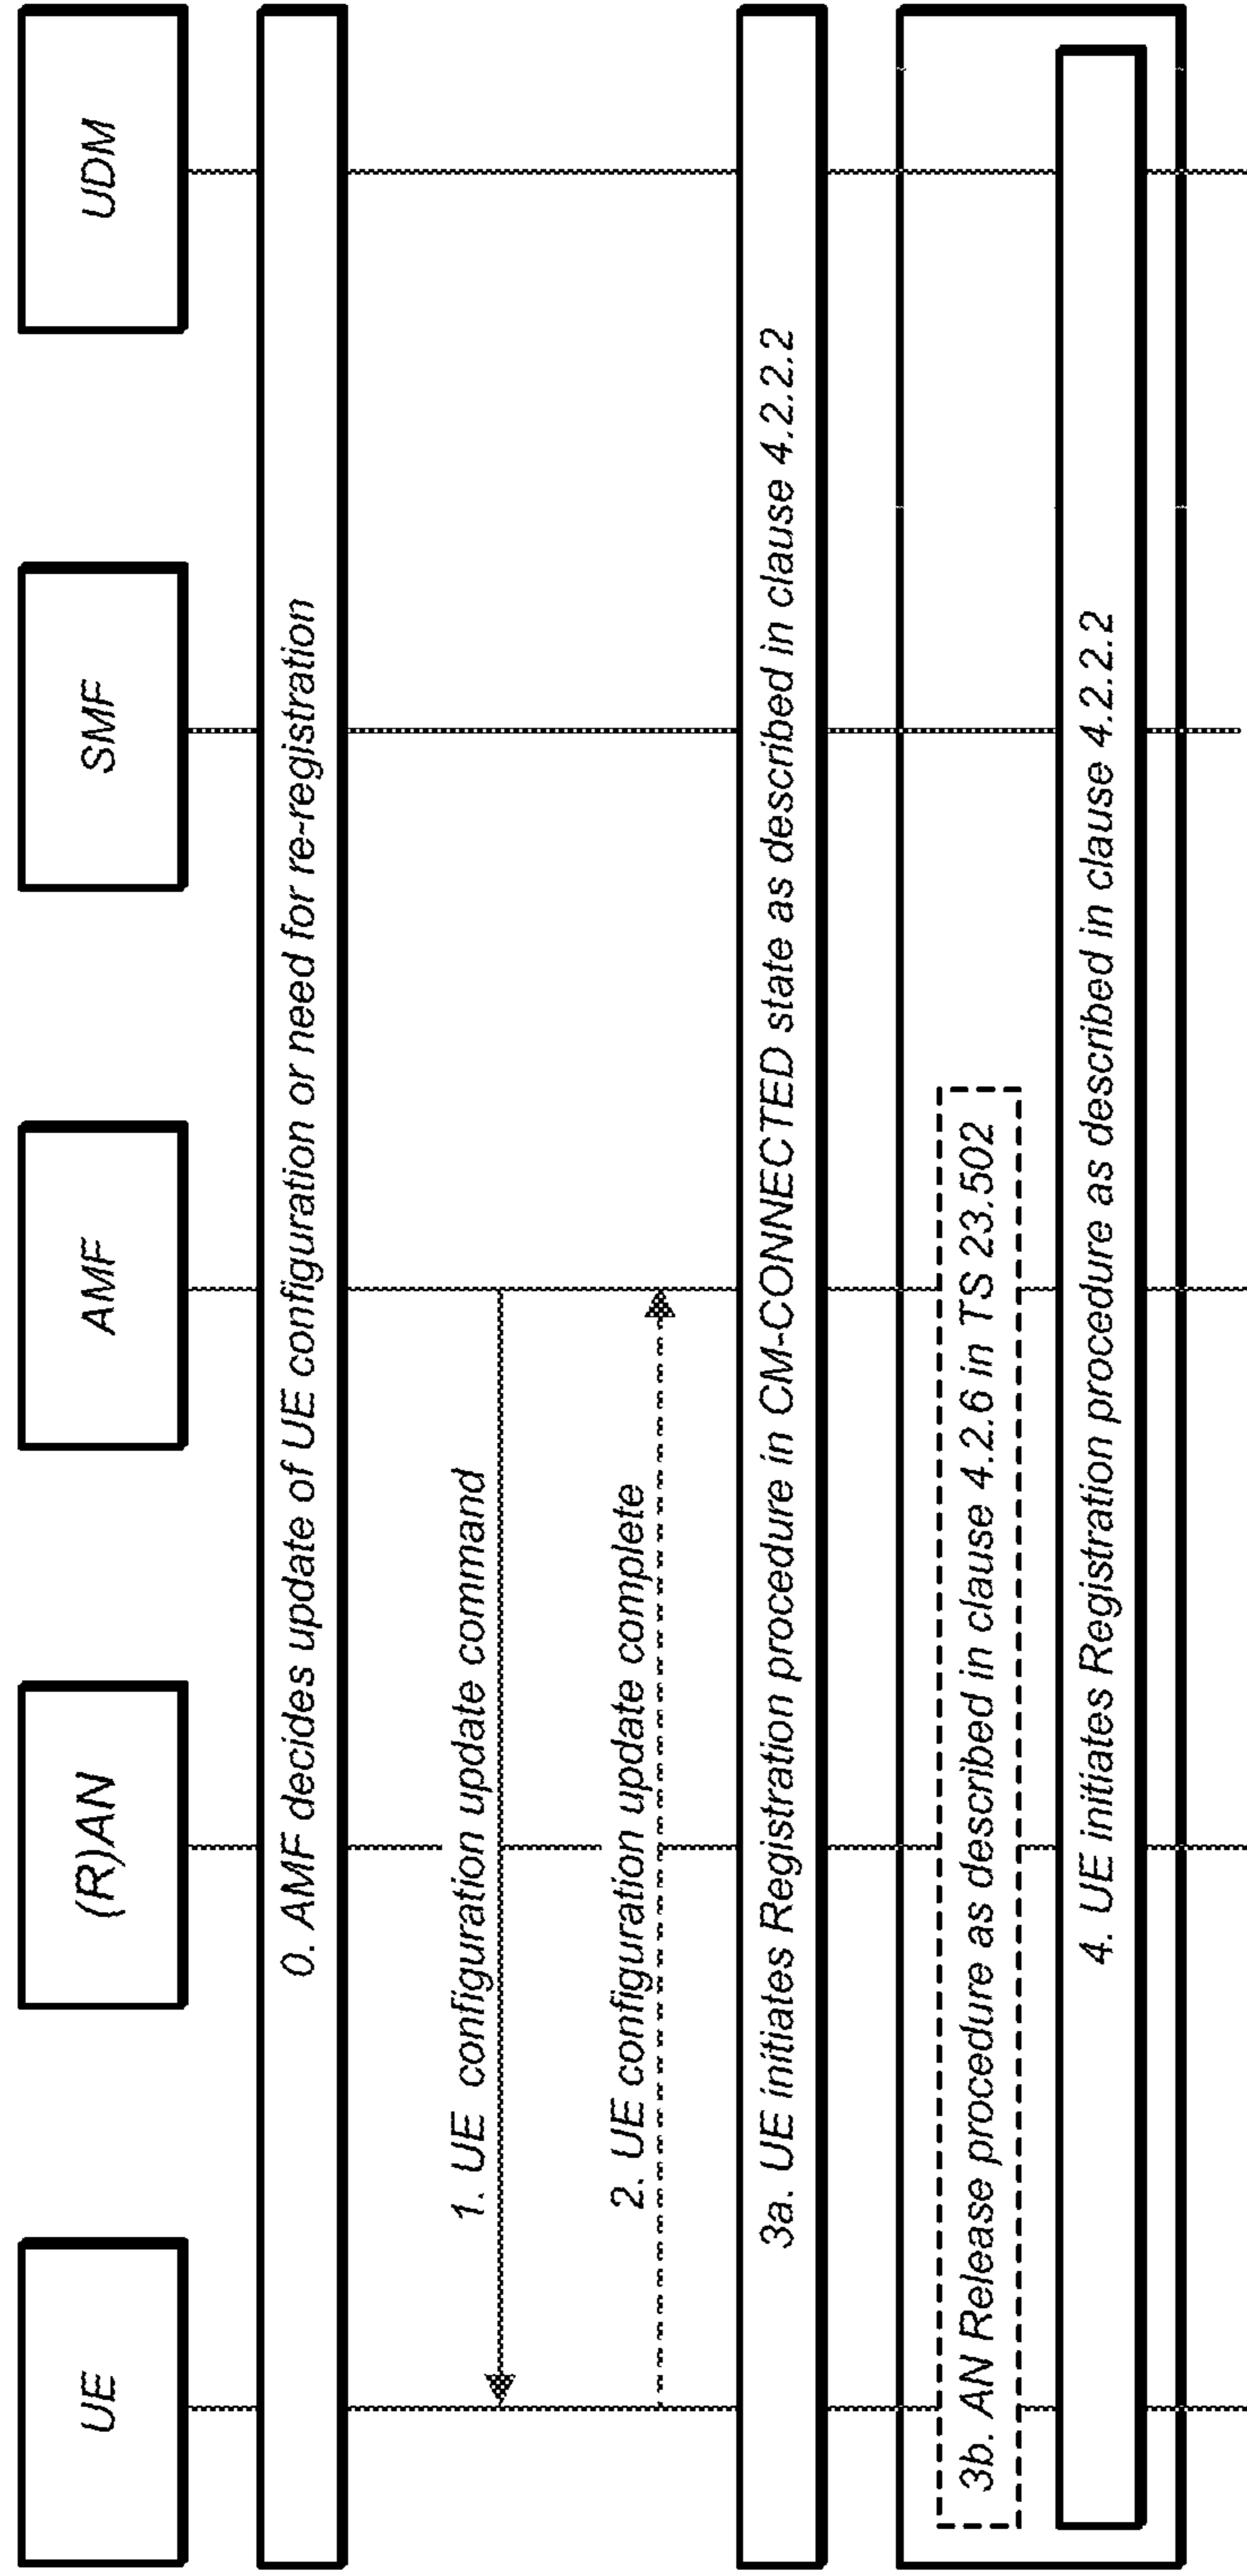 UE
(R)AN
AMF
SMF
UDM
0. AMF decides update of UE configuration or need for re-registration
1. UE configuration update command
2. UE configuration update complete
3a. UE initiates Registration procedure in CM-CONNECTED state as described in clause 4.2.2.2
3b. AN Release procedure as described in clause 4.2.6 in TS 23.502
4. UE initiates Registration procedure as described in clause 4.2.2.2